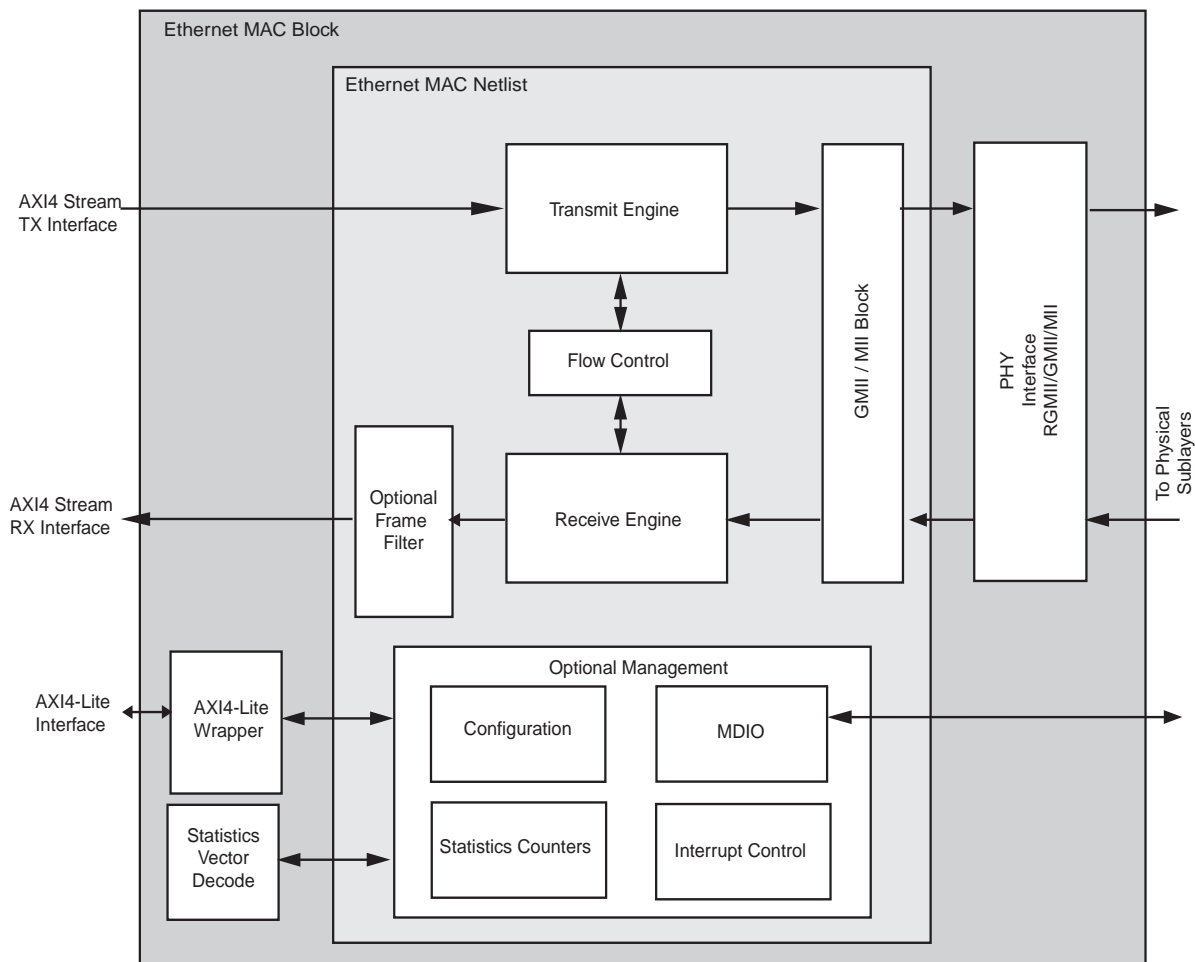 Ethernet MAC Block
Ethernet MAC Netlist
AXI4 Stream
TX Interface
Transmit Engine
Flow Control
GMII / MII Block
PHY
Interface
RGMII/GMII/MII
To Physical
Sublayers
AXI4 Stream
RX Interface
Optional
Frame
Filter
Receive Engine
Optional Management
AXI4-Lite
Interface
AXI4-Lite
Wrapper
Configuration
MDIO
Statistics
Vector
Decode
Statistics Counters
Interrupt Control